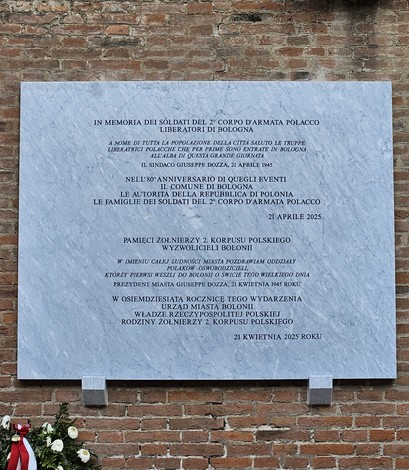 IN MEMORIA DEI SOLDATI DEL 2° CORPO D'ARMATA POLACCO
LIBERATORI DI BOLOGNA
A NOME DI TUTTA LA POPOLAZIONE DELLA CITTÀ SALUTO LE TRUPPE
LIBERATRICI POLACCHE CHE PER PRIME SONO ENTRATE IN BOLOGNA
ALL'ALBA DI QUESTA GRANDE GIORNATA
IL SINDACO GIUSEPPE DOZZA, 21 APRILE 1945
NELL'80° ANNIVERSARIO DI QUEGLI EVENTI
IL COMUNE DI BOLOGNA
LE AUTORITÀ DELLA REPUBBLICA DI POLONIA
LE FAMIGLIE DEI SOLDATI DEL 2° CORPO D'ARMATA POLACCO
21 APRILE 2025
PAMIĘCI ŻOŁNIERZY 2. KORPUSU POLSKIEGO
WYZWOLICIELI BOLONII
W IMIENIU CAŁEJ LUDNOŚCI MIASTA POZDRAWIAM ODDZIAŁY
POLAKÓW-OSWOBODZICIELI,
KTÓRZY PIERWSI WESZLI DO BOLONII O ŚWICIE TEGO WIELKIEGO DNIA
PREZYDENT MIASTA GIUSEPPE DOZZA, 21 KWIETNIA 1945 ROKU
W OSIEMDZIESIĄTĄ ROCZNICĘ TEGO WYDARZENIA
URZĄD MIASTA BOLONII
WŁADZE RZECZYPOSPOLITEJ POLSKIEJ
RODZINY ŻOŁNIERZY 2. KORPUSU POLSKIEGO
21 KWIETNIA 2025 ROKU